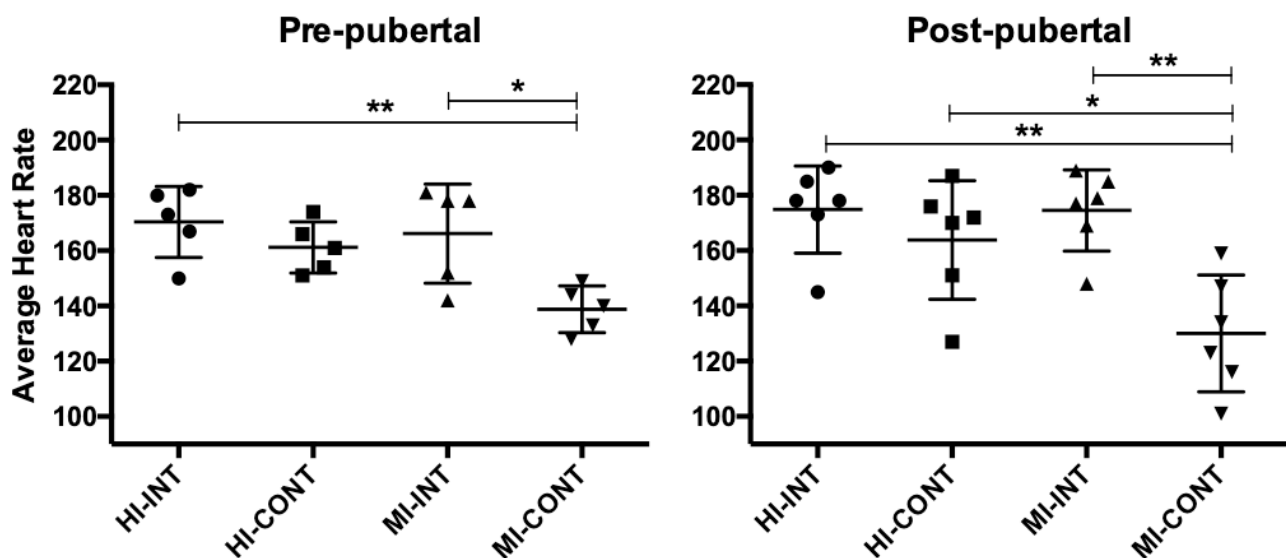 Pre-pubertal
Average Heart Rate
220
200
180
160
140
120
100
**
*
HI-INT
HI-CONT
MI-INT
MI-CONT
Post-pubertal
220
200
180
160
140
120
100
**
*
**
HI-INT
HI-CONT
MI-INT
MI-CONT